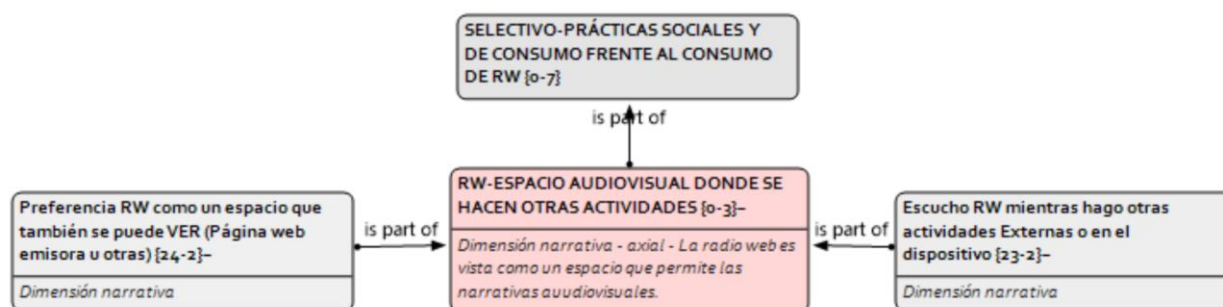 SELECTIVO-PRÁCTICAS SOCIALES Y
DE CONSUMO FRENTE AL CONSUMO
DE RW {0-7}
is part of
Preferencia RW como un espacio que
también se puede VER (Página web
emisora u otras) {24-2}–
Dimensión narrativa
is part of
RW-ESPACIO AUDIOVISUAL DONDE SE
HACEN OTRAS ACTIVIDADES {0-3}–
Dimensión narrativa - axial - La radio web es
vista como un espacio que permite las
narrativas auudiovisuales.
is part of
Escucho RW mientras hago otras
actividades Externas o en el
dispositivo {23-2}–
Dimensión narrativa